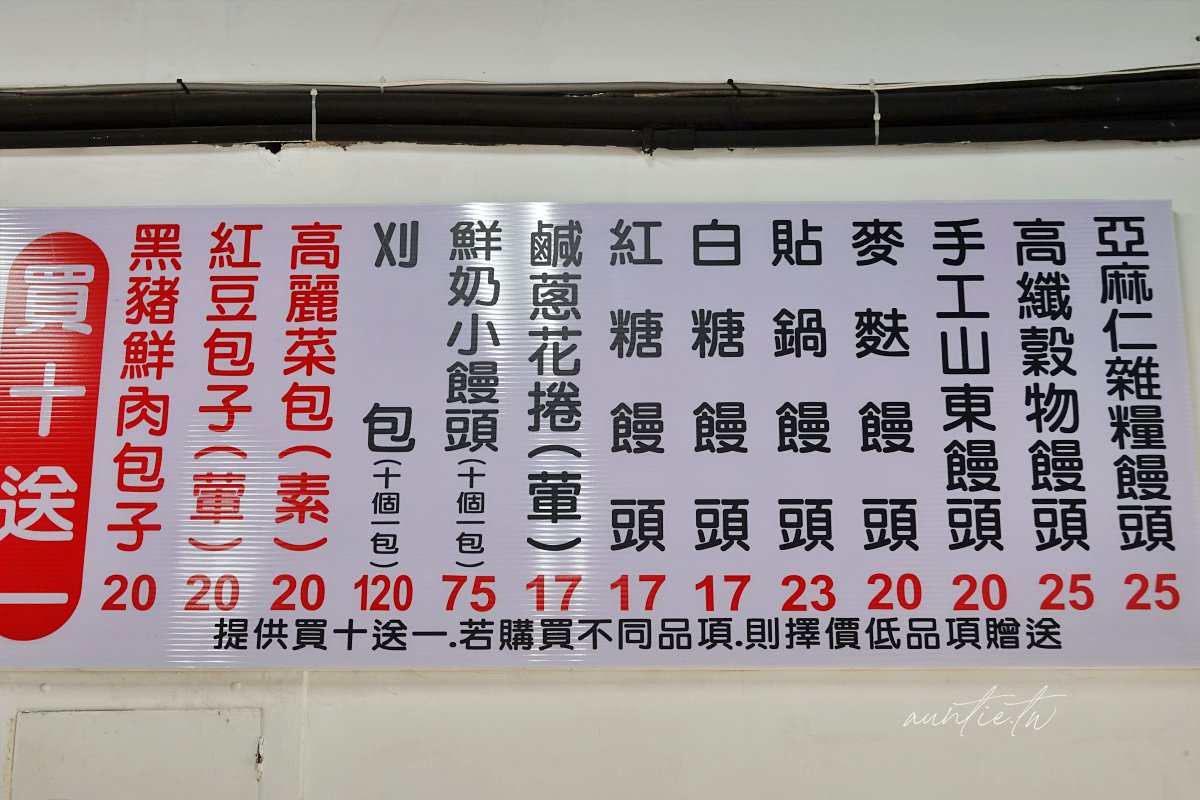 買十送一
黑豬鮮肉包子 20
紅豆包子(葷) 20
高麗菜包(素) 20
刈包(十個一包) 120
鮮奶小饅頭(十個一包) 75
鹹蔥花捲(葷) 17
紅糖饅頭 17
白糖饅頭 17
貼鍋饅頭 23
麥麩饅頭 20
手工山東饅頭 20
高纖穀物饅頭 25
亞麻仁雜糧饅頭 25
提供買十送一.若購買不同品項.則擇價低品項贈送
auntie.tw